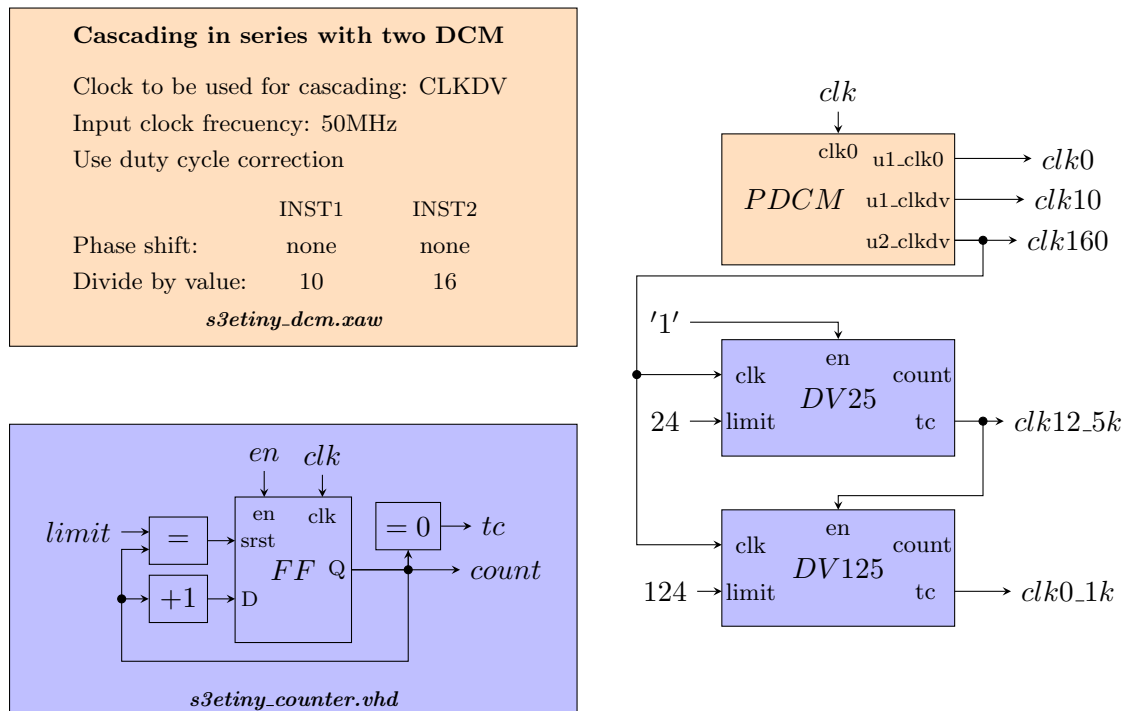 Cascading in series with two DCM
Clock to be used for cascading: CLKDV
Input clock frecuency: 50MHz
Use duty cycle correction
INST1 INST2
Phase shift: none none
Divide by value: 10 16
s3etiny_dcm.xaw
clk
clk0
u1_clk0
clk0
PDCM
u1_clkdv
clk10
u2_clkdv
clk160
'1'
en
clk
count
DV25
24
limit
tc
clk12_5k
en
clk
count
DV125
124
limit
tc
clk0_1k
en clk
en clk
limit
=
srst
= 0
tc
FF
Q
count
+1
D
s3etiny_counter.vhd